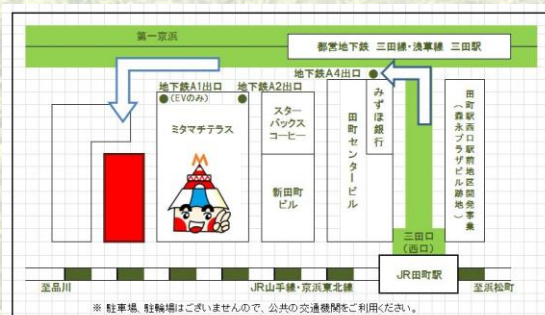 第一京浜
都営地下鉄 三田線・浅草線 三田駅
地下鉄A4出口
地下鉄A1出口
(EVのみ)
地下鉄A2出口
ミタマチテラス
スター
バックス
コーヒー
新田町
ビル
田町センタービル
みずほ銀行
田町駅西口駅前地区開発事業
(森永プラザビル跡地)
三田口
(西口)
JR田町駅
至品川
JR山手線・京浜東北線
至浜松町
※ 駐車場、駐輪場はございませんので、公共の交通機関をご利用ください。